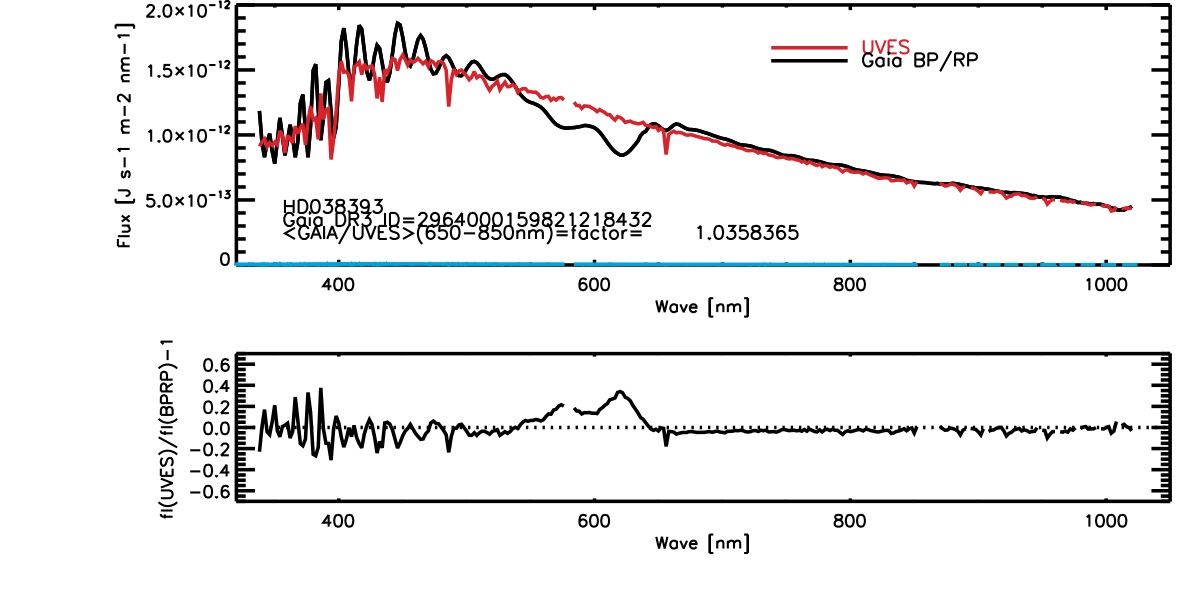 2.0×10−12
1.5×10−12
1.0×10−12
5.0×10−13
0
Flux [J s−1 m−2 nm−1]
UVES
Gaia BP/RP
HD038393
Gaia DR3 ID=2964000159821218432
<GAIA/UVES>(650−850nm)=factor= 1.0358365
400 600 800 1000
Wave [nm]
0.6
0.4
0.2
0.0
−0.2
−0.4
−0.6
fl(UVES)/fl(BPRP)−1
400 600 800 1000
Wave [nm]